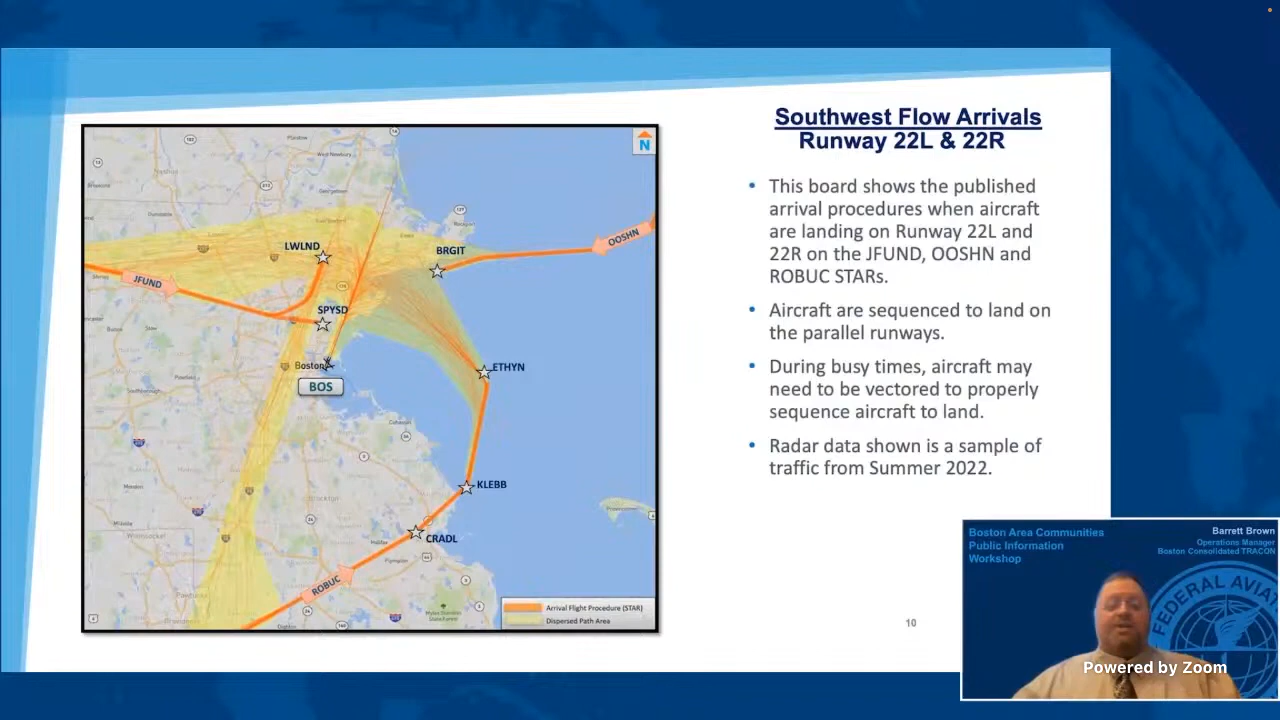 Southwest Flow Arrivals
Runway 22L & 22R
• This board shows the published
arrival procedures when aircraft
are landing on Runway 22L and
22R on the JFUND, OOSHN and
ROBUC STARs.
• Aircraft are sequenced to land on
the parallel runways.
• During busy times, aircraft may
need to be vectored to properly
sequence aircraft to land.
• Radar data shown is a sample of
traffic from Summer 2022.
N
LWLND
BRGIT
OOSHN
JFUND
SPYSD
Boston
BOS
ETHYN
KLEBB
CRADL
ROBUC
Arrival Flight Procedure (STAR)
Dispersed Path Area
10
Boston Area Communities
Public Information
Workshop
Barrett Brown
Operations Manager
Boston Consolidated TRACON
FEDERAL AVIA
Powered by Zoom